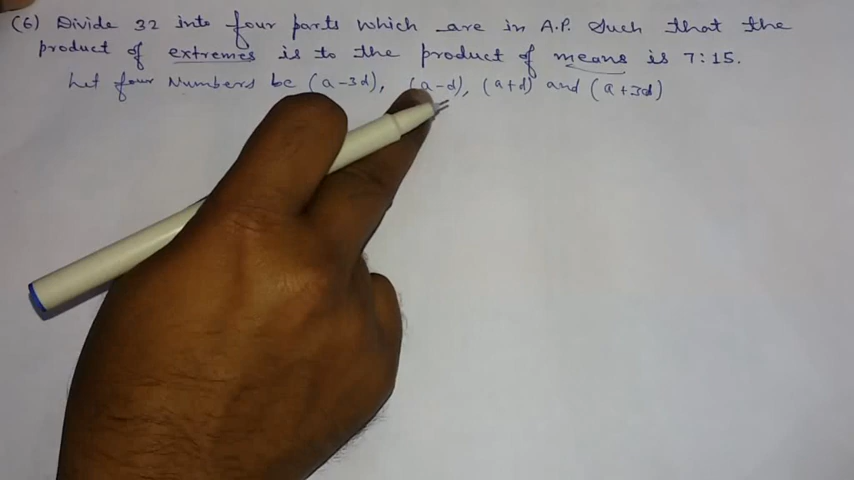 (6) Divide 32 into four parts which are in A.P. Such that the
product of extremes is to the product of means is 7:15.
Let four Numbers be (a-3d), (a-d), (a+d) and (a+3d)